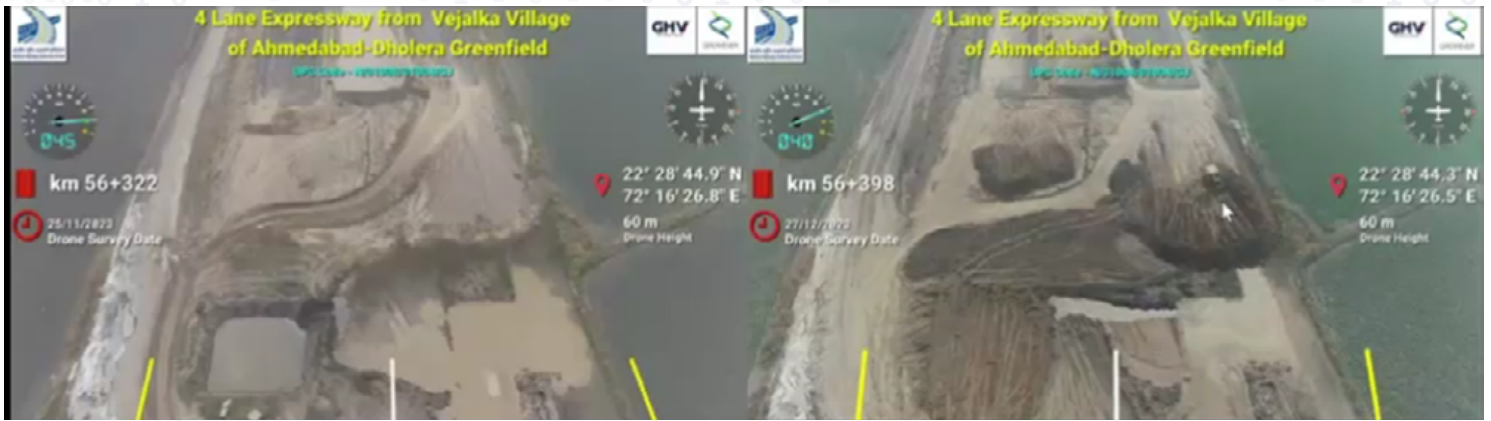 4 Lane Expressway from Vejalka Village
of Ahmedabad-Dholera Greenfield
GHV
045
km 56+322
25/11/2023
Drone Survey Date
22° 28' 44.9" N
72° 16' 26.8" E
60 m
Drone Height
4 Lane Expressway from Vejalka Village
of Ahmedabad-Dholera Greenfield
GHV
040
km 56+398
27/12/2023
Drone Survey Date
22° 28' 44.3" N
72° 16' 26.5" E
60 m
Drone Height